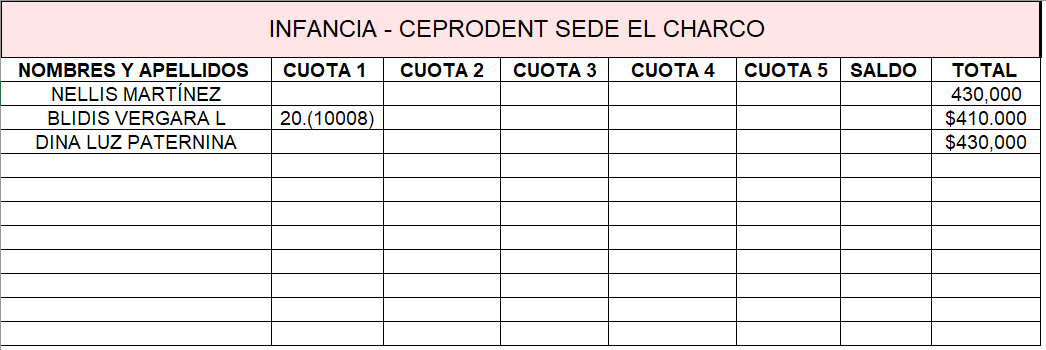 INFANCIA - CEPRODENT SEDE EL CHARCO
NOMBRES Y APELLIDOS CUOTA 1 CUOTA 2 CUOTA 3 CUOTA 4 CUOTA 5 SALDO TOTAL
NELLIS MARTÍNEZ 430,000
BLIDIS VERGARA L 20.(10008) $410.000
DINA LUZ PATERNINA $430,000